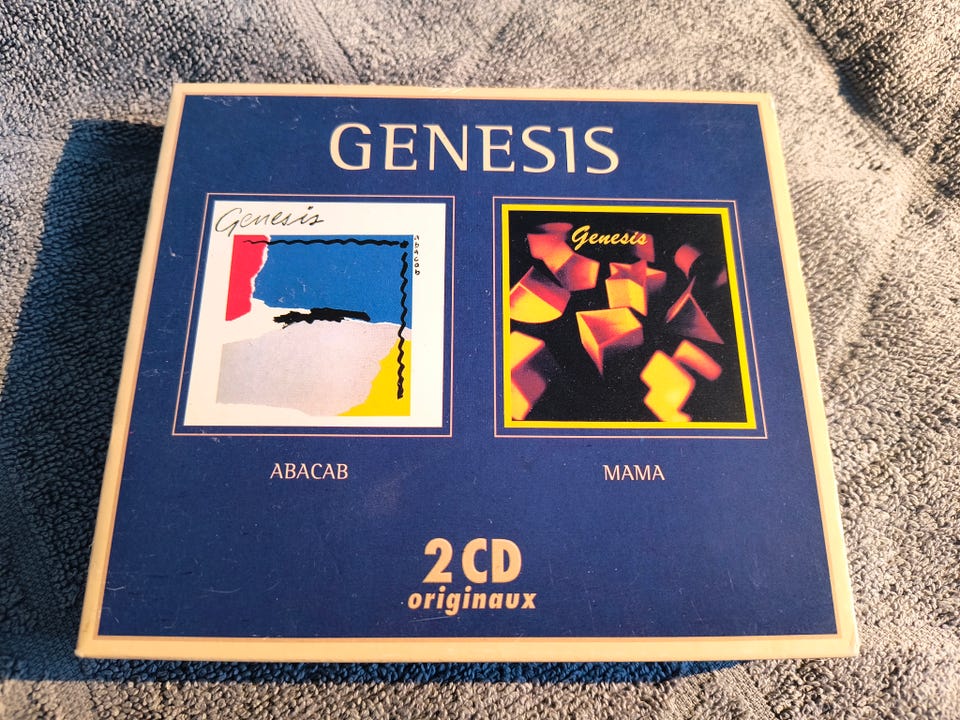 GENESIS
Genesis
abacab
Genesis
ABACAB
MAMA
2 CD
originaux